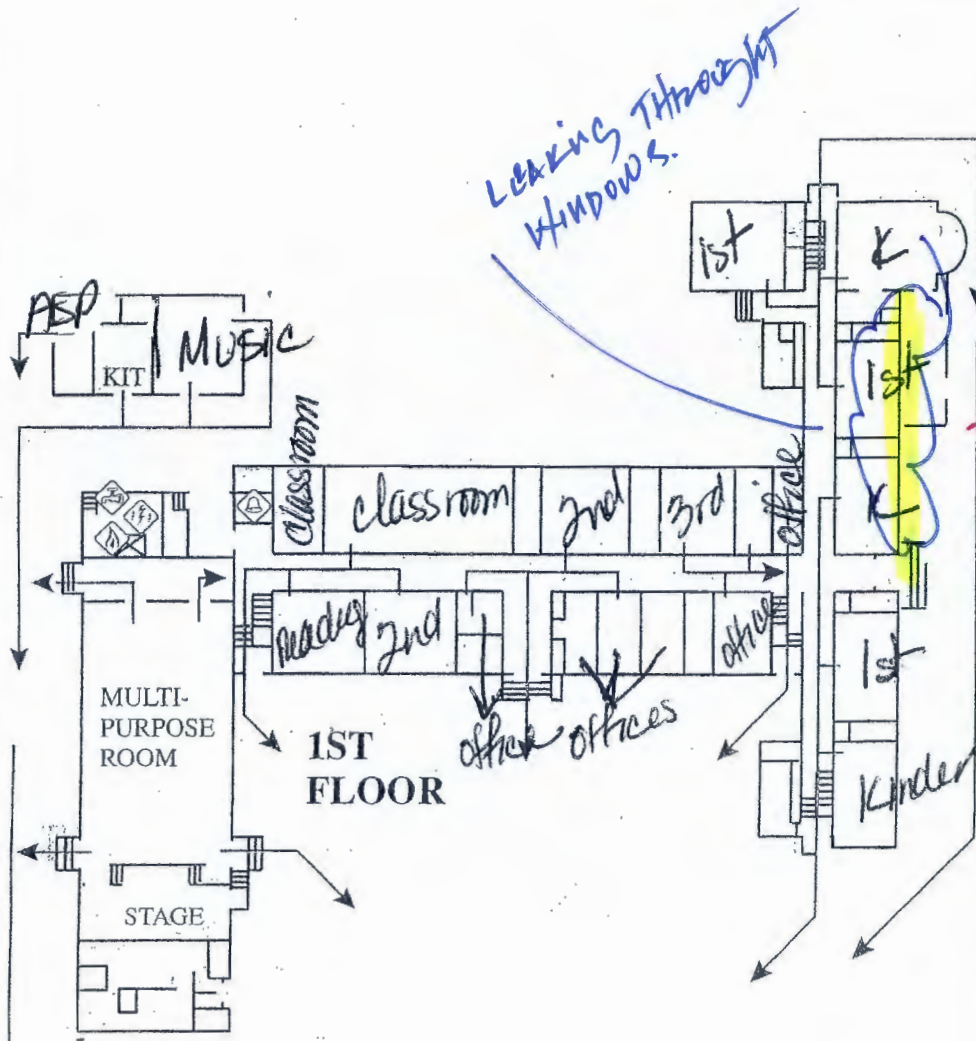 LEAKING THROUGHT
WINDOWS.
1st
K
ASP
MUSIC
KIT
1st
classroom
classroom
2nd
3rd
office
K
reading
2nd
office
1st
MULTI-
PURPOSE
ROOM
1ST
FLOOR
office
offices
Kinder
STAGE